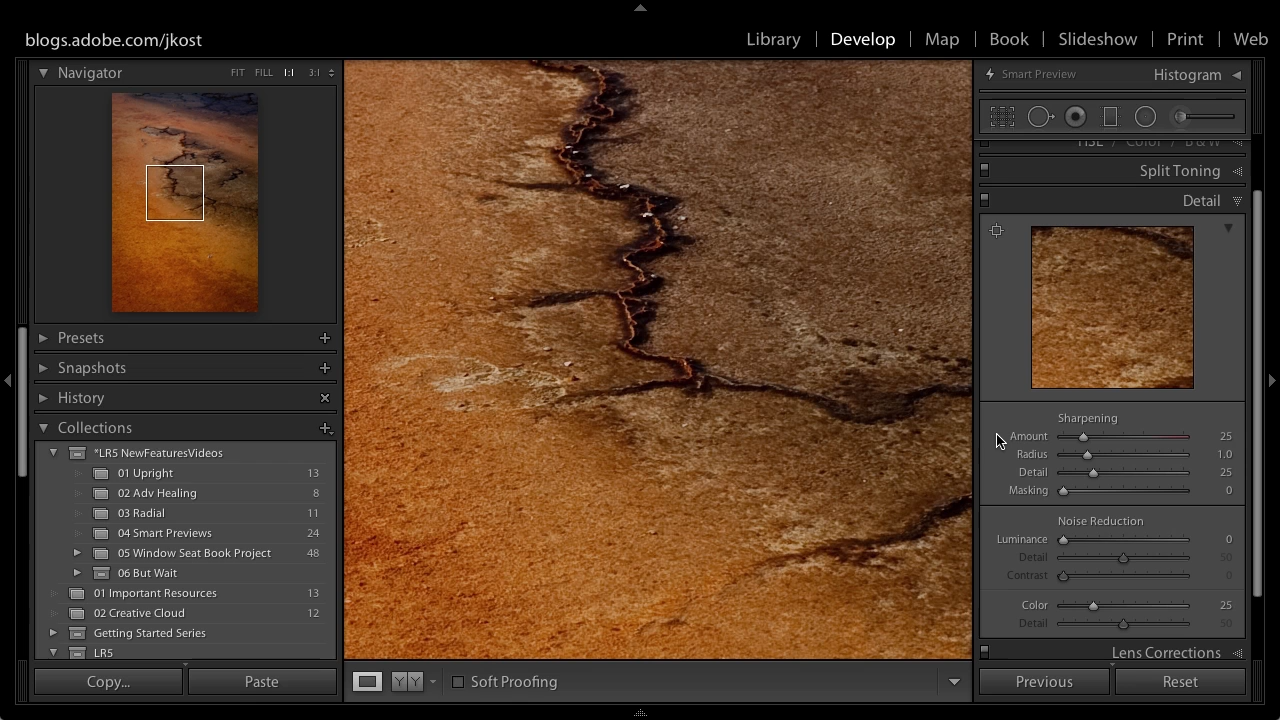 blogs.adobe.com/jkost
Library | Develop | Map | Book | Slideshow | Print | Web
Navigator FIT FILL 1:1 3:1
Smart Preview Histogram
HSL / Color / B & W
Split Toning
Detail
Presets
Snapshots
History
Collections
*LR5 NewFeaturesVideos
01 Upright 13
02 Adv Healing 8
03 Radial 11
04 Smart Previews 24
05 Window Seat Book Project 48
06 But Wait
01 Important Resources 13
02 Creative Cloud 12
Getting Started Series
LR5
Copy... Paste
Y Y Soft Proofing
Sharpening
Amount 25
Radius 1.0
Detail 25
Masking 0
Noise Reduction
Luminance 0
Detail 50
Contrast 0
Color 25
Detail 50
Lens Corrections
Previous Reset